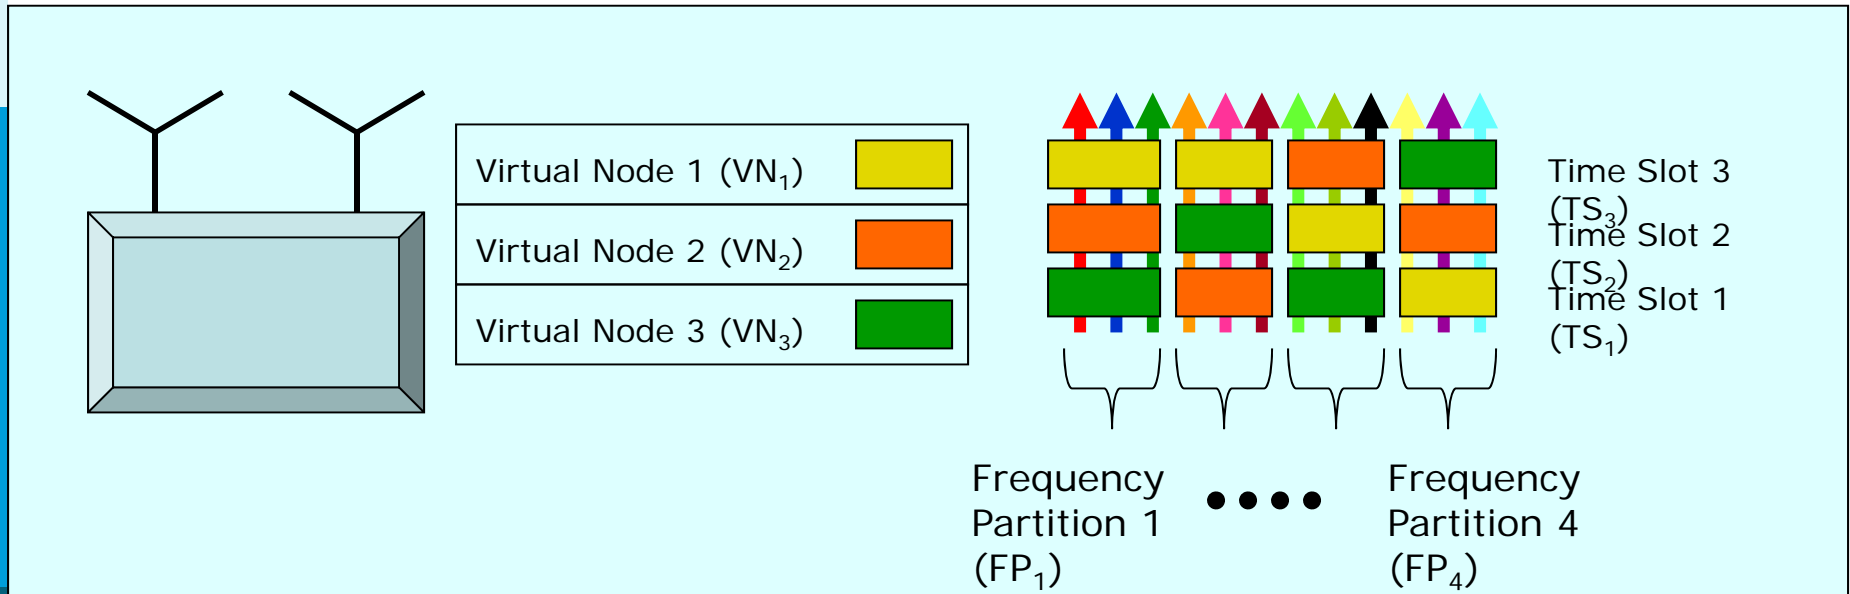 Virtual Node 1 (VN₁)
Virtual Node 2 (VN₂)
Virtual Node 3 (VN₃)
Time Slot 3
(TS₃)
Time Slot 2
(TS₂)
Time Slot 1
(TS₁)
Frequency
Partition 1
(FP₁)
Frequency
Partition 4
(FP₄)